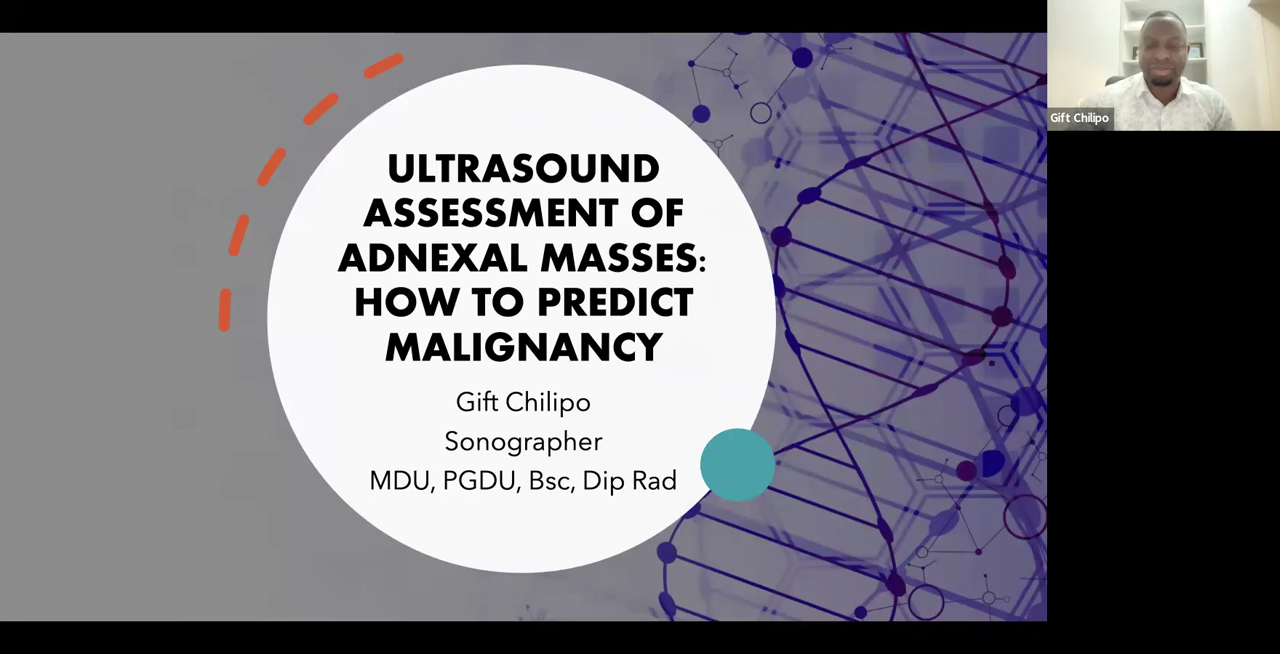 ULTRASOUND
ASSESSMENT OF
ADNEXAL MASSES:
HOW TO PREDICT
MALIGNANCY
Gift Chilipo
Sonographer
MDU, PGDU, Bsc, Dip Rad
Gift Chilipo